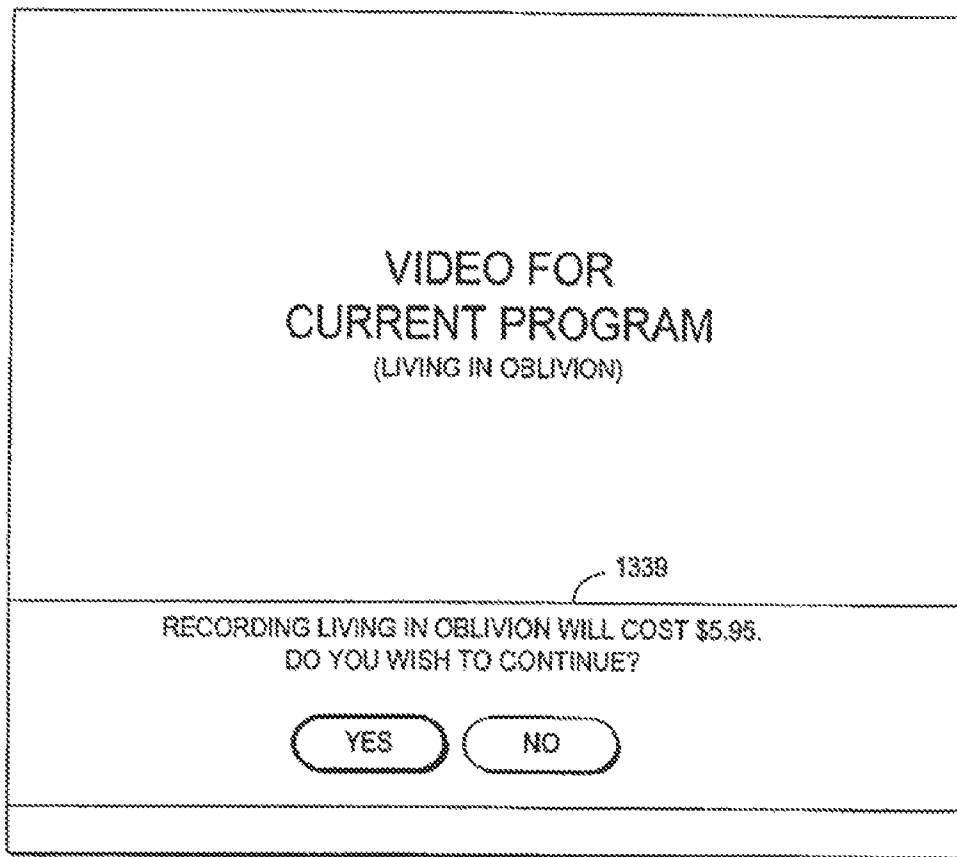 VIDEO FOR
CURRENT PROGRAM
(LIVING IN OBLIVION)
1339
RECORDING LIVING IN OBLIVION WILL COST $5.95.
DO YOU WISH TO CONTINUE?
YES NO